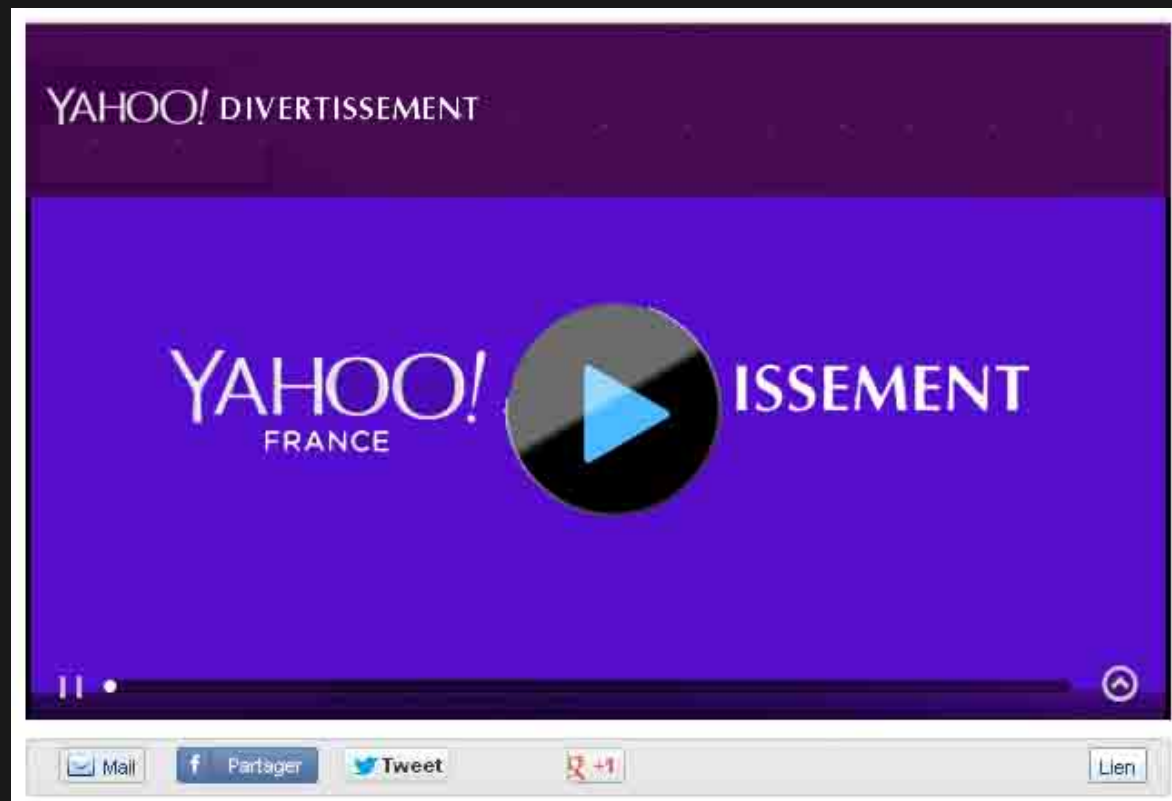 YAHOO! DIVERTISSEMENT
YAHOO! ISSEMENT
FRANCE
Mail Partager Tweet +1 Lien